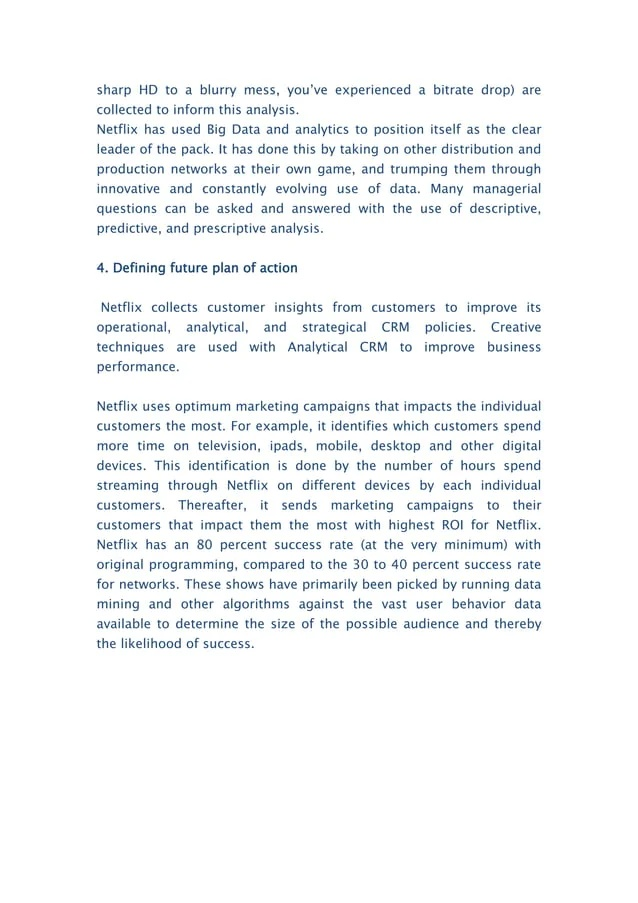 sharp HD to a blurry mess, you’ve experienced a bitrate drop) are
collected to inform this analysis.
Netflix has used Big Data and analytics to position itself as the clear
leader of the pack. It has done this by taking on other distribution and
production networks at their own game, and trumping them through
innovative and constantly evolving use of data. Many managerial
questions can be asked and answered with the use of descriptive,
predictive, and prescriptive analysis.
4. Defining future plan of action
Netflix collects customer insights from customers to improve its
operational, analytical, and strategical CRM policies. Creative
techniques are used with Analytical CRM to improve business
performance.
Netflix uses optimum marketing campaigns that impacts the individual
customers the most. For example, it identifies which customers spend
more time on television, ipads, mobile, desktop and other digital
devices. This identification is done by the number of hours spend
streaming through Netflix on different devices by each individual
customers. Thereafter, it sends marketing campaigns to their
customers that impact them the most with highest ROI for Netflix.
Netflix has an 80 percent success rate (at the very minimum) with
original programming, compared to the 30 to 40 percent success rate
for networks. These shows have primarily been picked by running data
mining and other algorithms against the vast user behavior data
available to determine the size of the possible audience and thereby
the likelihood of success.